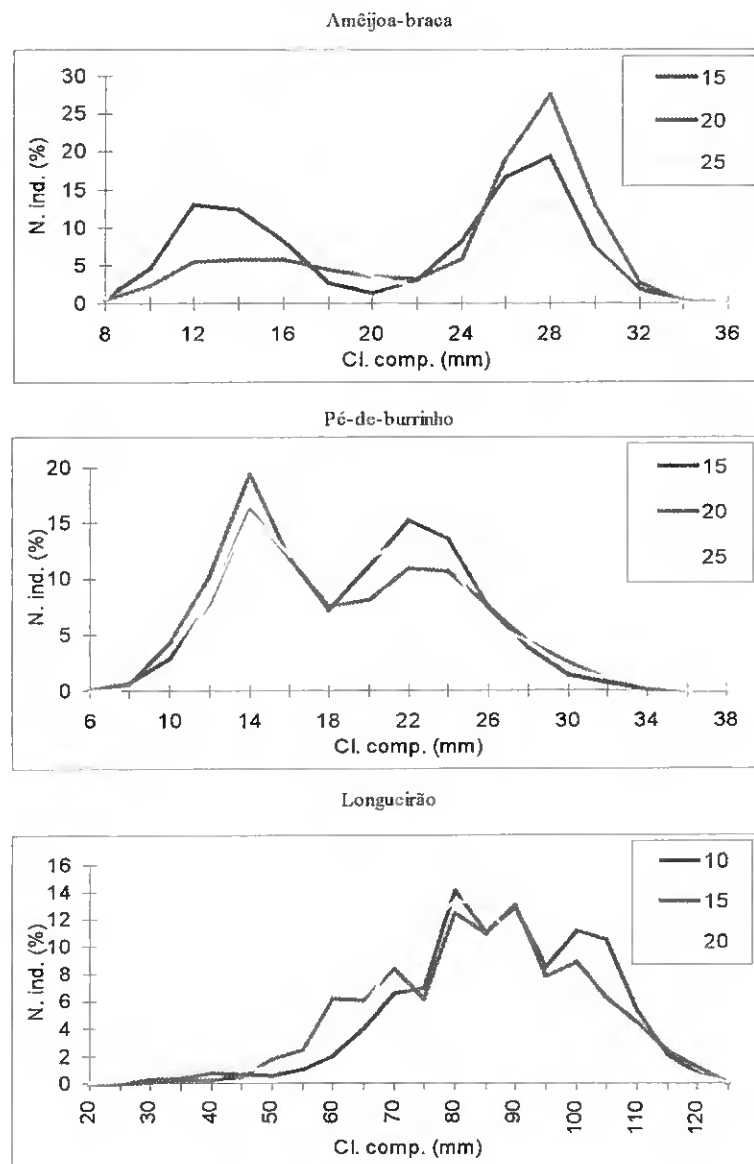 Amêijoa-braca
30
25
20
15
10
5
0
N. ind. (%)
8 12 16 20 24 28 32 36
Cl. comp. (mm)
15
20
25
Pé-de-burrinho
20
15
10
5
0
N. ind. (%)
6 10 14 18 22 26 30 34 38
Cl. comp. (mm)
15
20
25
Longueirão
16
14
12
10
8
6
4
2
0
N. ind. (%)
20 30 40 50 60 70 80 90 100 110 120
Cl. comp. (mm)
10
15
20